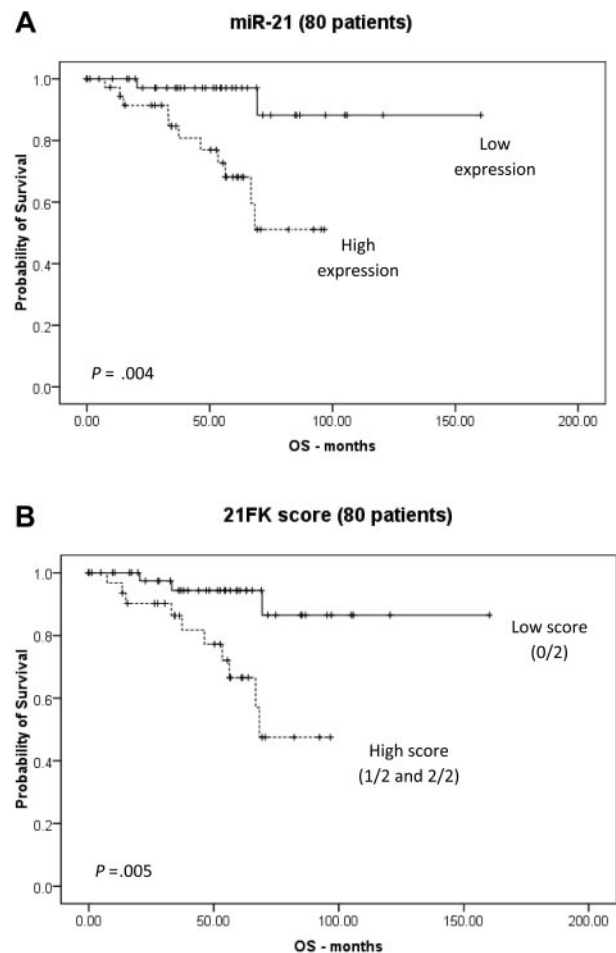 A
miR-21 (80 patients)
Probability of Survival
1.0
0.8
0.6
0.4
0.2
0.0
Low
expression
High
expression
P = .004
0.00 50.00 100.00 150.00 200.00
OS - months
B
21FK score (80 patients)
Probability of Survival
1.0
0.8
0.6
0.4
0.2
0.0
Low score
(0/2)
High score
(1/2 and 2/2)
P =.005
0.00 50.00 100.00 150.00 200.00
OS - months